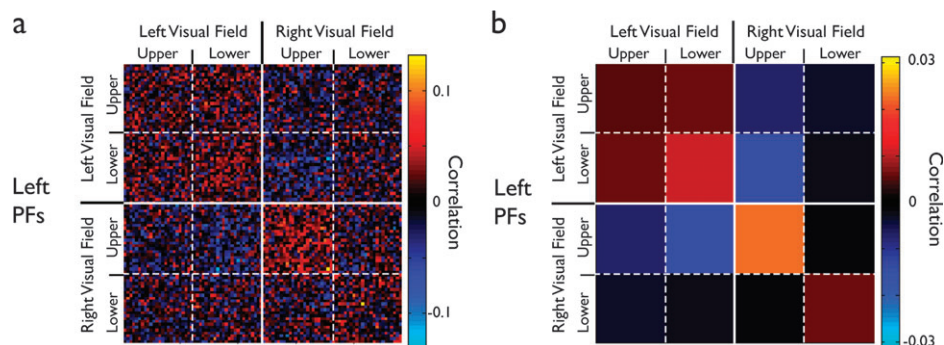 a
Left Visual Field Right Visual Field
Upper Lower Upper Lower
Left PFs
Left Visual Field
Upper
Lower
Right Visual Field
Upper
Lower
0.1
0
-0.1
Correlation
b
Left Visual Field Right Visual Field
Upper Lower Upper Lower
Left
PFs
Left Visual Field
Upper
Lower
Right Visual Field
Upper
Lower
0.03
0
-0.03
Correlation